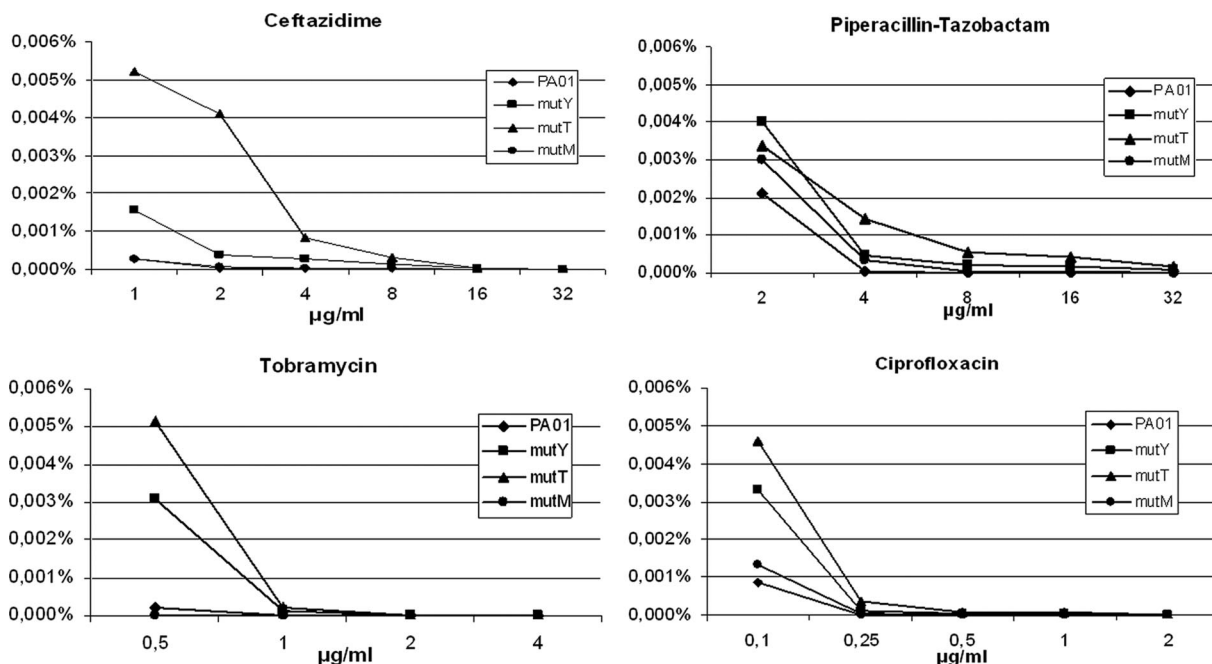 Ceftazidime
0,006%
0,005%
0,004%
0,003%
0,002%
0,001%
0,000%
1 2 4 8 16 32
µg/ml
PA01
mutY
mutT
mutM
Piperacillin-Tazobactam
0,006%
0,005%
0,004%
0,003%
0,002%
0,001%
0,000%
2 4 8 16 32
µg/ml
PA01
mutY
mutT
mutM
Tobramycin
0,006%
0,005%
0,004%
0,003%
0,002%
0,001%
0,000%
0,5 1 2 4
µg/ml
PA01
mutY
mutT
mutM
Ciprofloxacin
0,006%
0,005%
0,004%
0,003%
0,002%
0,001%
0,000%
0,1 0,25 0,5 1 2
µg/ml
PA01
mutY
mutT
mutM